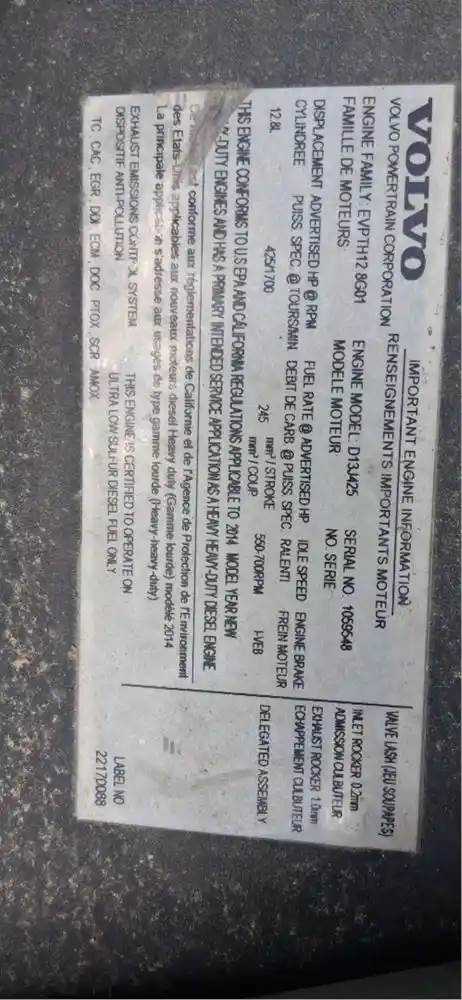 VOLVO
VOLVO POWERTRAIN CORPORATION
IMPORTANT ENGINE INFORMATION
RENSEIGNEMENTS IMPORTANTS MOTEUR
ENGINE FAMILY: EVPTH12 8G01
FAMILLE DE MOTEURS:
ENGINE MODEL: D13J425
MODELE MOTEUR
SERIAL NO 1059548
NO. SERIE
DISPLACEMENT ADVERTISED HP @ RPM FUEL RATE @ ADVERTISED HP IDLE SPEED ENGINE BRAKE
CYLINDREE PUISS SPEC @ TOURS/MIN. DEBIT DE CARB @ PUISS SPEC RALENTI FREIN MOTEUR
12.8L 425/1700 245 mm³ / STROKE 550-700RPM I-VEB
mm³ / COUP
THIS ENGINE CONFORMS TO U.S EPA AND CALIFORNIA REGULATIONS APPLICABLE TO 2014 MODEL YEAR NEW
-DUTY ENGINES AND HAS A PRIMARY INTENDED SERVICE APPLICATION AS A HEAVY HEAVY-DUTY DIESEL ENGINE
conforme aux réglementations de Californie et de l'Agence de Protection de l'Environnement
des Etats-Unis applicables aux nouveaux moteurs diesel Heavy duty (Gamme lourde) modèle 2014
La principale application s'adresse aux usages de type gamme lourde (Heavy-heavy-duty)
EXHAUST EMISSIONS CONTROL SYSTEM
DISPOSITIF ANTI-POLLUTION
THIS ENGINE IS CERTIFIED TO OPERATE ON
ULTRA LOW SULFUR DIESEL FUEL ONLY.
TC CAC, EGR, DDI, ECM, DOC PTOX, SCR AMOX
VALVE LASH (JEU SOUPAPES)
INLET ROCKER 0.2mm
ADMISSION CULBUTEUR
EXHAUST ROCKER 1.0mm
ECHAPPEMENT CULBUTEUR
DELEGATED ASSEMBLY
LABEL NO
22170088